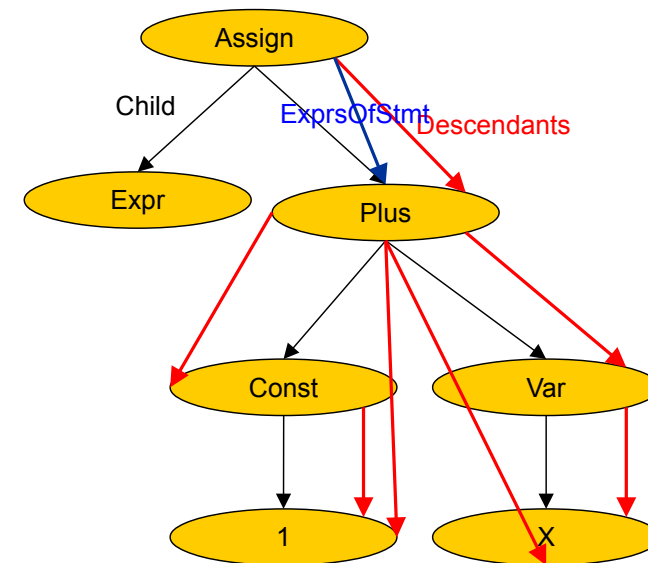 Assign
Child
ExprsOfStmt
Descendants
Expr
Plus
Const
Var
1
X